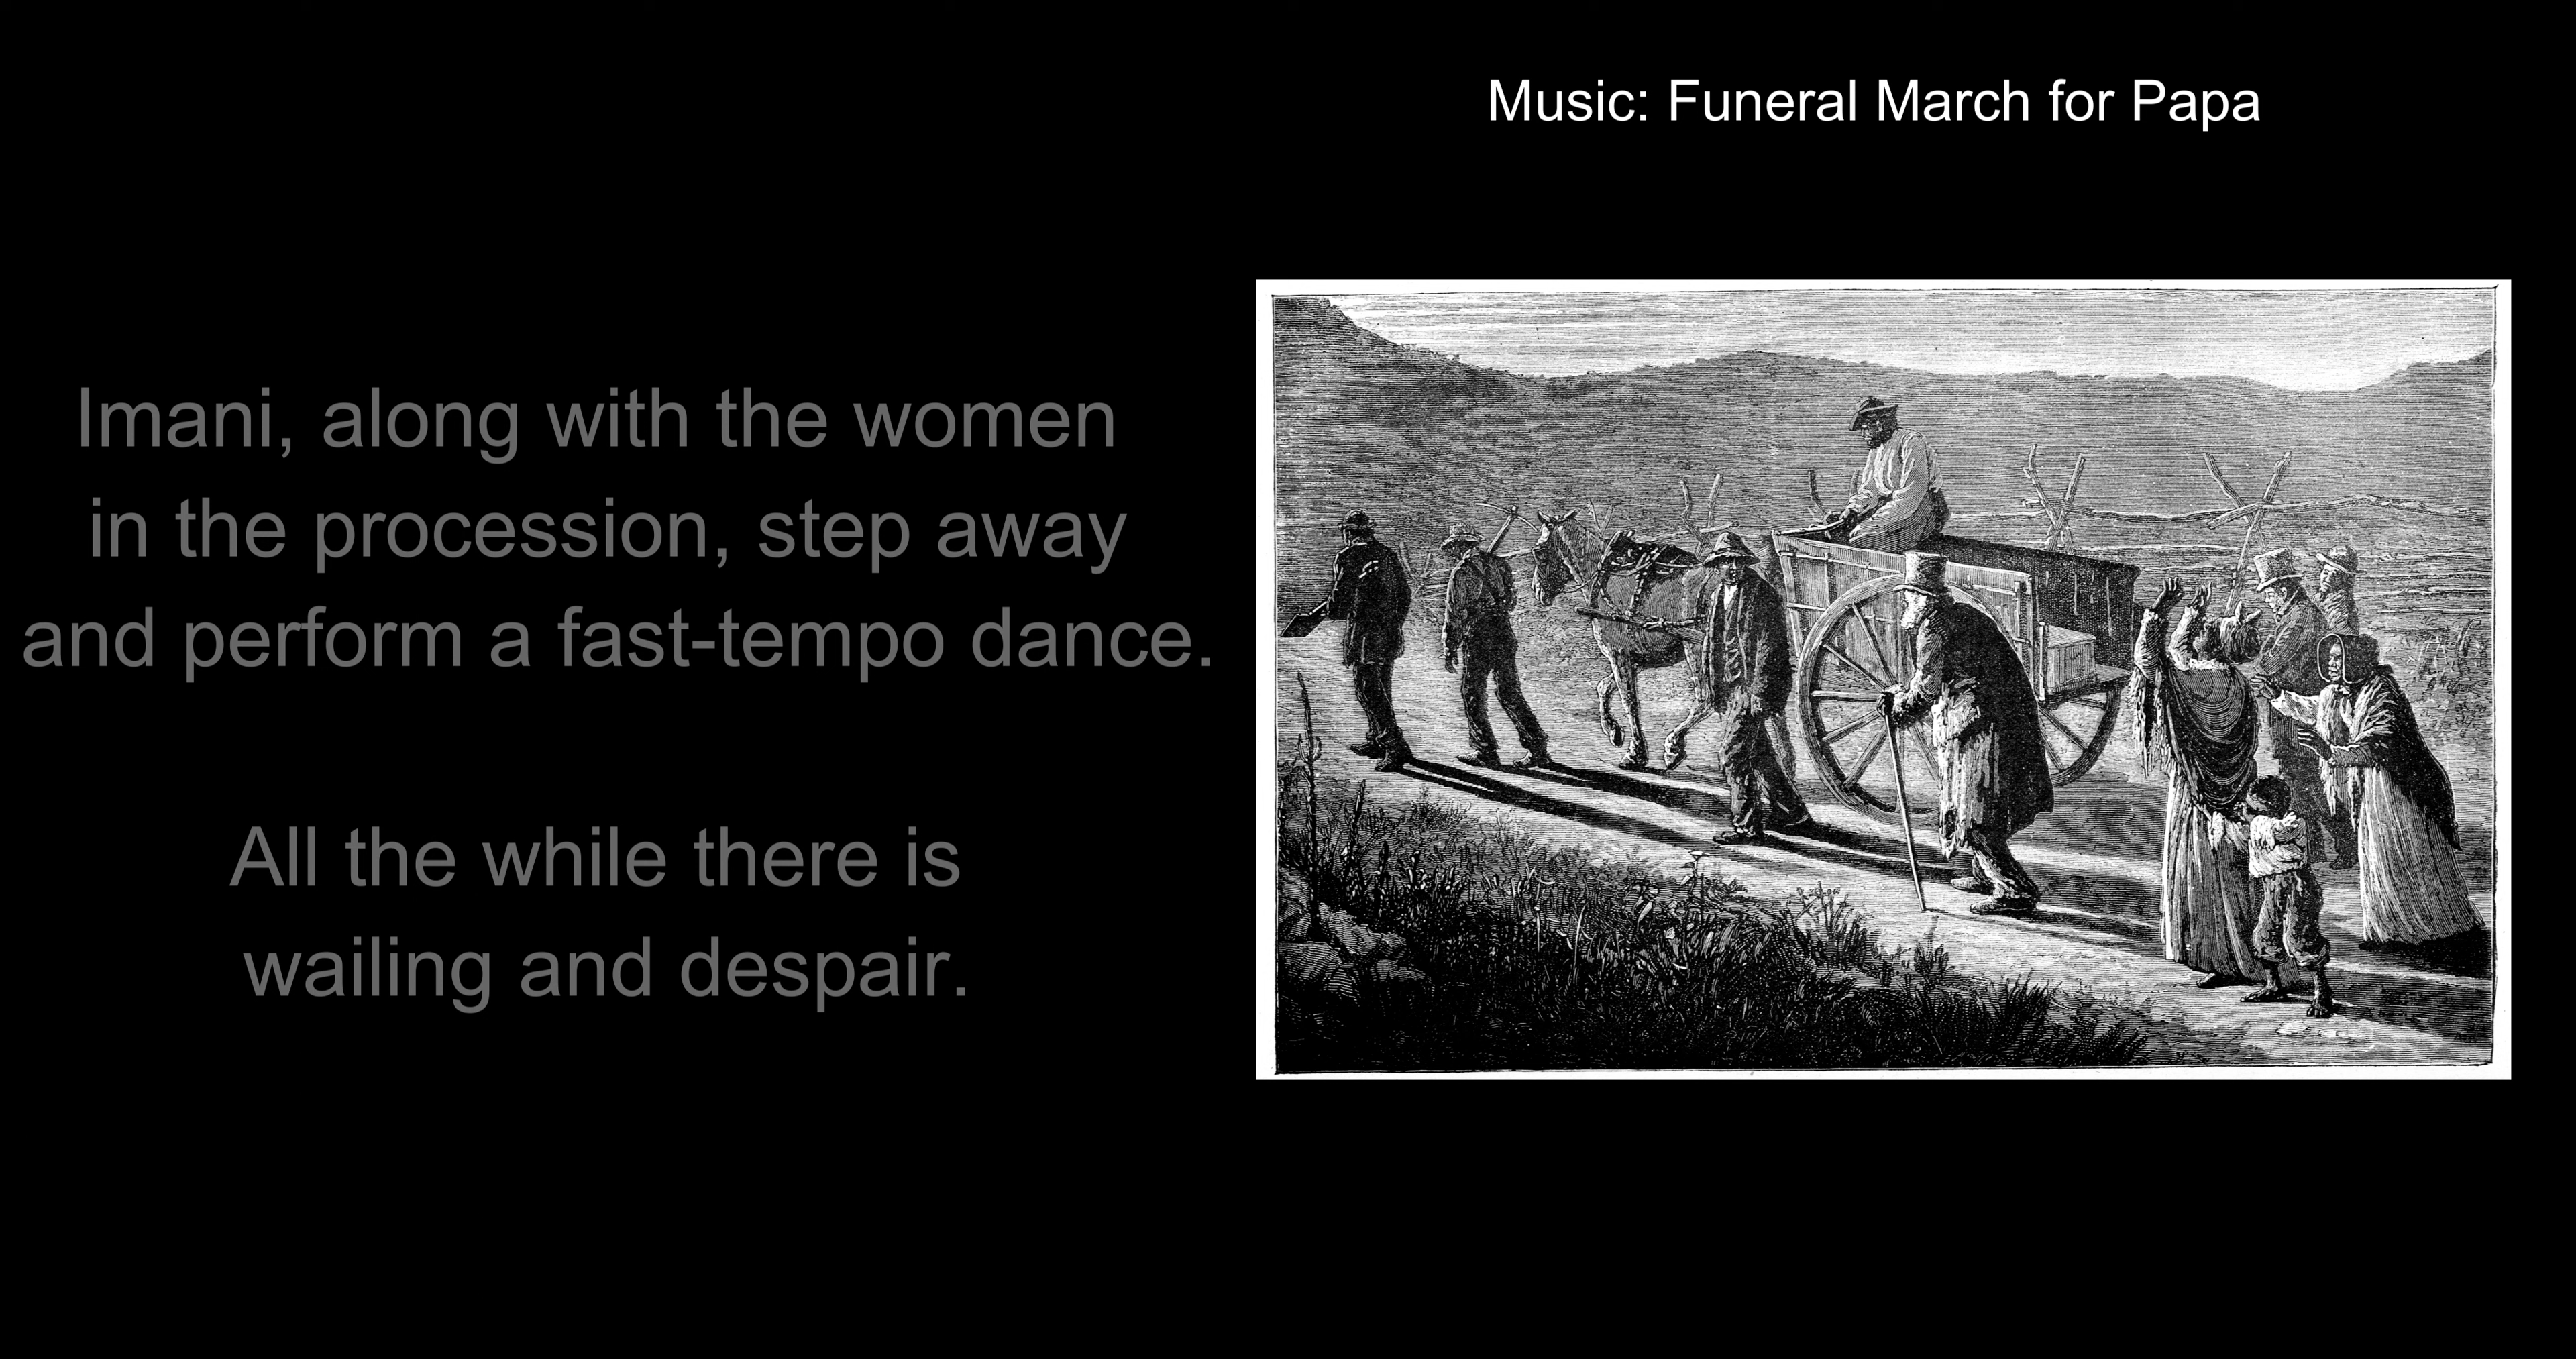 Music: Funeral March for Papa
Imani, along with the women
in the procession, step away
and perform a fast-tempo dance.
All the while there is
wailing and despair.